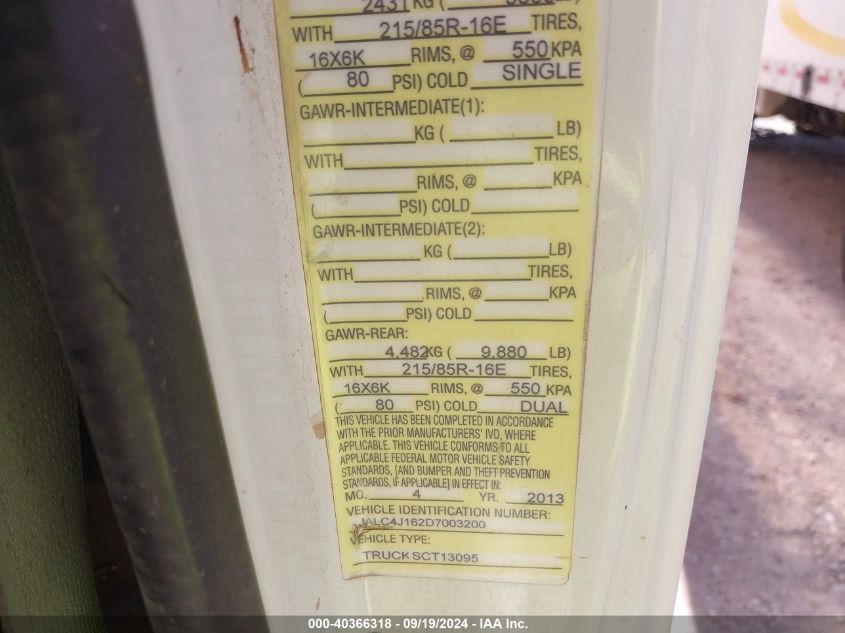 2431 KG (
WITH 215/85R-16E TIRES,
16X6K RIMS, @ 550 KPA
( 80 PSI) COLD SINGLE
GAWR-INTERMEDIATE(1):
KG ( LB)
WITH TIRES,
RIMS, @ KPA
( PSI) COLD
GAWR-INTERMEDIATE(2):
KG ( LB)
WITH TIRES,
RIMS, @ KPA
( PSI) COLD
GAWR-REAR:
4,482KG ( 9,880 LB)
WITH 215/85R-16E TIRES,
16X6K RIMS, @ 550 KPA
( 80 PSI) COLD DUAL
THIS VEHICLE HAS BEEN COMPLETED IN ACCORDANCE
WITH THE PRIOR MANUFACTURERS' IVD, WHERE
APPLICABLE. THIS VEHICLE CONFORMS TO ALL
APPLICABLE FEDERAL MOTOR VEHICLE SAFETY
STANDARDS, [AND BUMPER AND THEFT PREVENTION
STANDARDS, IF APPLICABLE] IN EFFECT IN:
MO. 4 YR. 2013
VEHICLE IDENTIFICATION NUMBER:
JALC4J162D7003200
VEHICLE TYPE:
TRUCK SCT13095
000-40366318 - 09/19/2024 - IAA Inc.